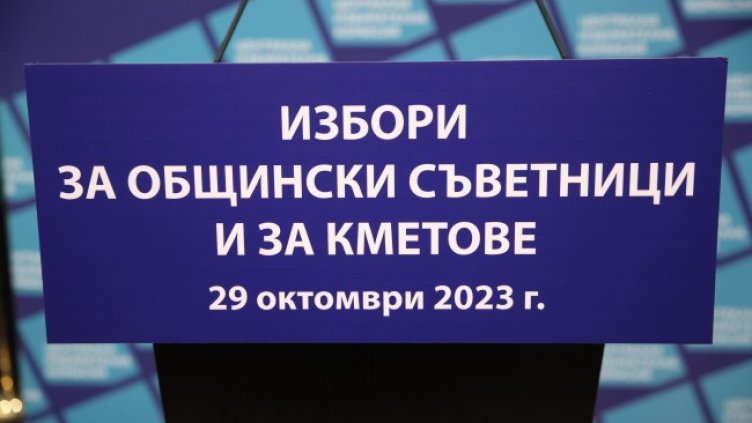 ИЗБОРИ
ЗА ОБЩИНСКИ СЪВЕТНИЦИ
И ЗА КМЕТОВЕ
29 октомври 2023 г.